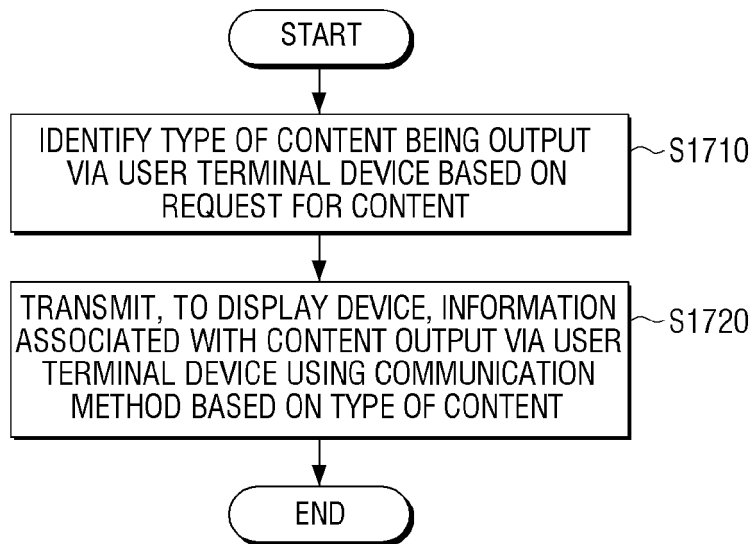 START
IDENTIFY TYPE OF CONTENT BEING OUTPUT
VIA USER TERMINAL DEVICE BASED ON
REQUEST FOR CONTENT
S1710
TRANSMIT, TO DISPLAY DEVICE, INFORMATION
ASSOCIATED WITH CONTENT OUTPUT VIA USER
TERMINAL DEVICE USING COMMUNICATION
METHOD BASED ON TYPE OF CONTENT
S1720
END